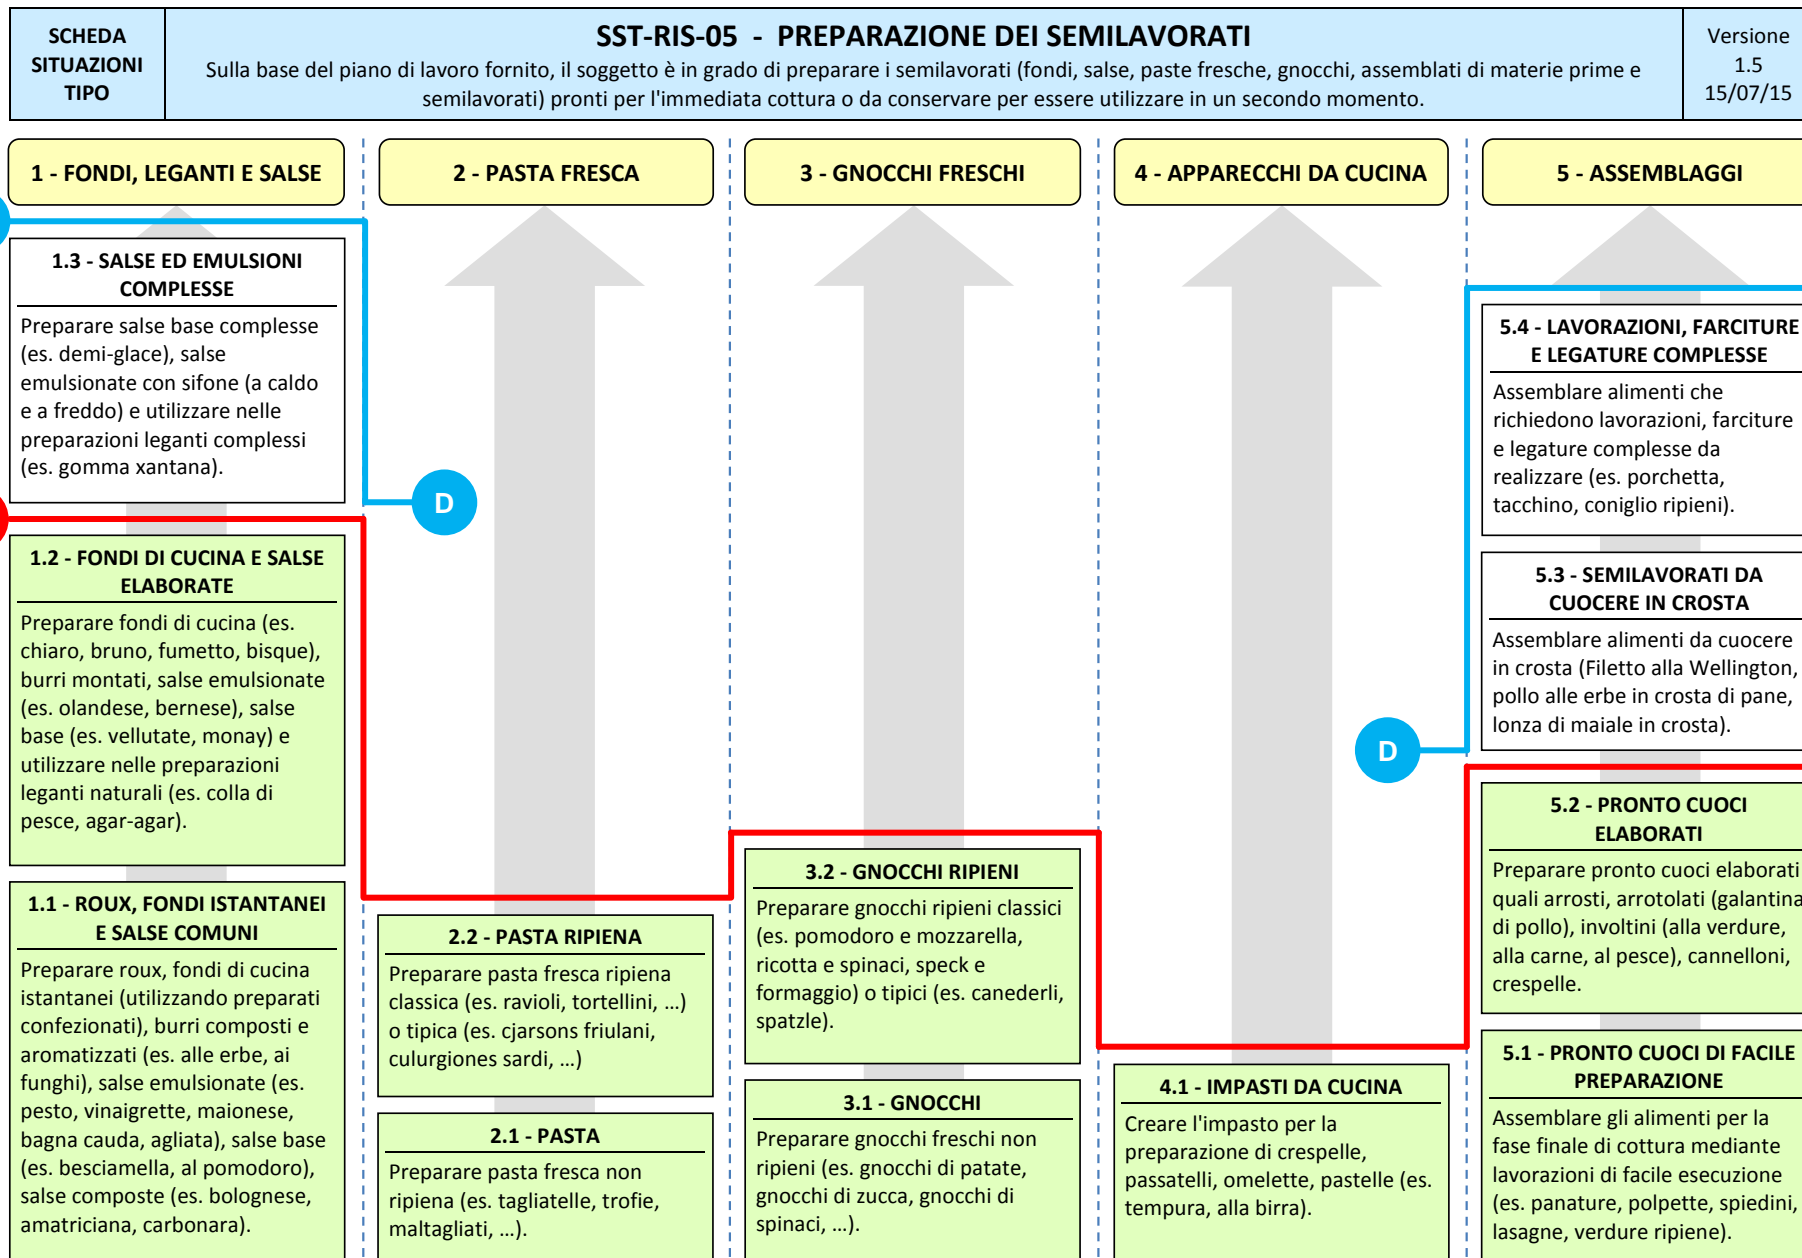 SCHEDA
SITUAZIONI
TIPO
SST-RIS-05 - PREPARAZIONE DEI SEMILAVORATI
Sulla base del piano di lavoro fornito, il soggetto è in grado di preparare i semilavorati (fondi, salse, paste fresche, gnocchi, assemblati di materie prime e
semilavorati) pronti per l'immediata cottura o da conservare per essere utilizzare in un secondo momento.
Versione
1.5
15/07/15
1 - FONDI, LEGANTI E SALSE
1.3 - SALSE ED EMULSIONI
COMPLESSE
Preparare salse base complesse
(es. demi-glace), salse
emulsionate con sifone (a caldo
e a freddo) e utilizzare nelle
preparazioni leganti complessi
(es. gomma xantana).
1.2 - FONDI DI CUCINA E SALSE
ELABORATE
Preparare fondi di cucina (es.
chiaro, bruno, fumetto, bisque),
burri montati, salse emulsionate
(es. olandese, bernese), salse
base (es. vellutate, monay) e
utilizzare nelle preparazioni
leganti naturali (es. colla di
pesce, agar-agar).
1.1 - ROUX, FONDI ISTANTANEI
E SALSE COMUNI
Preparare roux, fondi di cucina
istantanei (utilizzando preparati
confezionati), burri composti e
aromatizzati (es. alle erbe, ai
funghi), salse emulsionate (es.
pesto, vinaigrette, maionese,
bagna cauda, agliata), salse base
(es. besciamella, al pomodoro),
salse composte (es. bolognese,
amatriciana, carbonara).
2 - PASTA FRESCA
D
2.2 - PASTA RIPIENA
Preparare pasta fresca ripiena
classica (es. ravioli, tortellini, ...)
o tipica (es. cjarsons friulani,
culurgiones sardi, ...)
2.1 - PASTA
Preparare pasta fresca non
ripiena (es. tagliatelle, trofie,
maltagliati, ...).
3 - GNOCCHI FRESCHI
3.2 - GNOCCHI RIPIENI
Preparare gnocchi ripieni classici
(es. pomodoro e mozzarella,
ricotta e spinaci, speck e
formaggio) o tipici (es. canederli,
spatzle).
3.1 - GNOCCHI
Preparare gnocchi freschi non
ripieni (es. gnocchi di patate,
gnocchi di zucca, gnocchi di
spinaci, ...).
4 - APPARECCHI DA CUCINA
D
4.1 - IMPASTI DA CUCINA
Creare l'impasto per la
preparazione di crespelle,
passatelli, omelette, pastelle (es.
tempura, alla birra).
5 - ASSEMBLAGGI
5.4 - LAVORAZIONI, FARCITURE
E LEGATURE COMPLESSE
Assemblare alimenti che
richiedono lavorazioni, farciture
e legature complesse da
realizzare (es. porchetta,
tacchino, coniglio ripieni).
5.3 - SEMILAVORATI DA
CUOCERE IN CROSTA
Assemblare alimenti da cuocere
in crosta (Filetto alla Wellington,
pollo alle erbe in crosta di pane,
lonza di maiale in crosta).
5.2 - PRONTO CUOCI
ELABORATI
Preparare pronto cuoci elaborati
quali arrosti, arrotolati (galantina
di pollo), involtini (alla verdure,
alla carne, al pesce), cannelloni,
crespelle.
5.1 - PRONTO CUOCI DI FACILE
PREPARAZIONE
Assemblare gli alimenti per la
fase finale di cottura mediante
lavorazioni di facile esecuzione
(es. panature, polpette, spiedini,
lasagne, verdure ripiene).